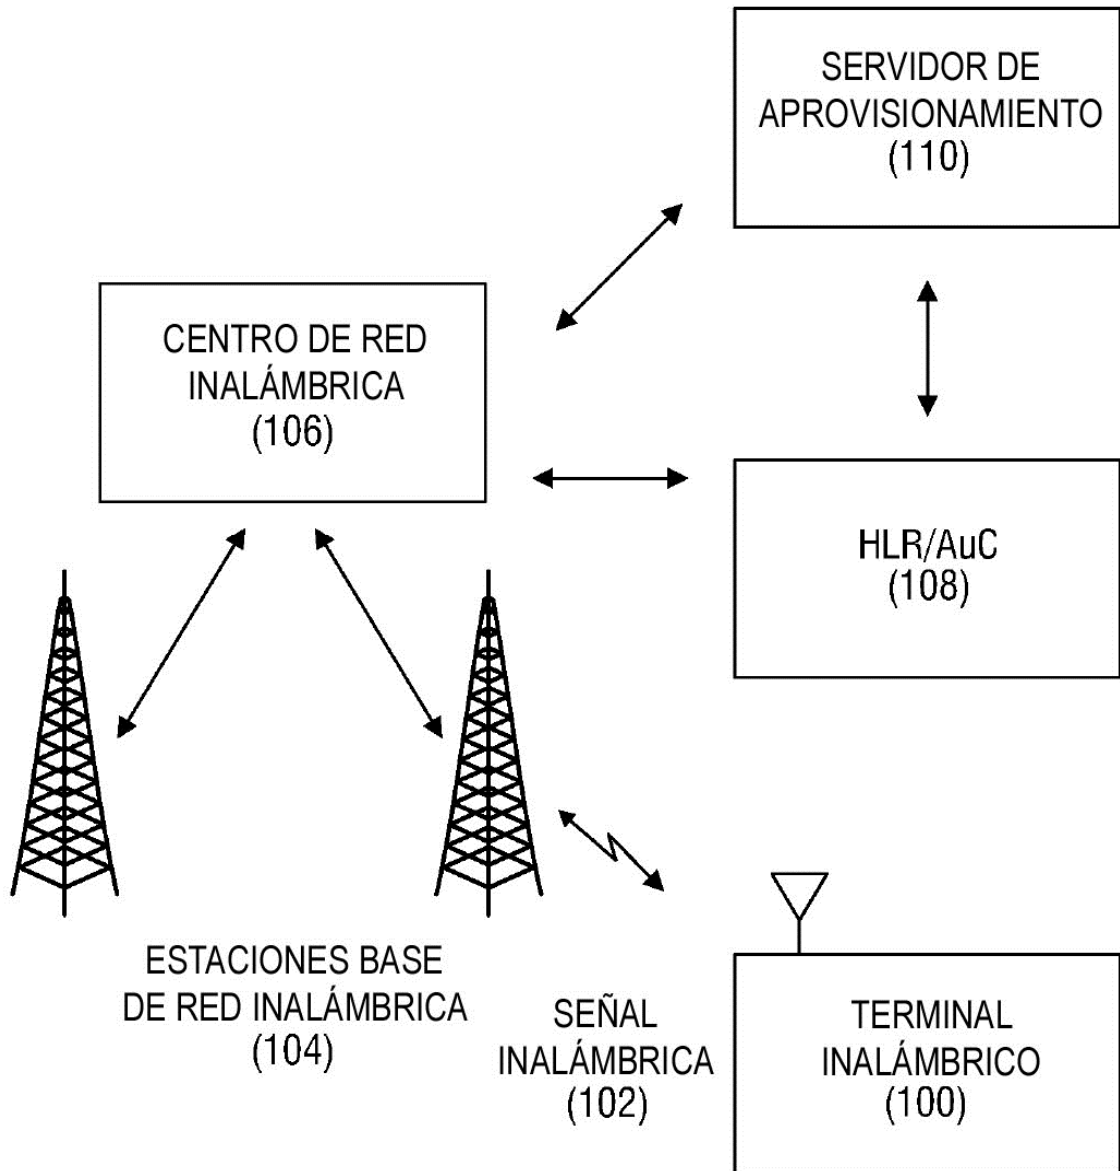 SERVIDOR DE
APROVISIONAMIENTO
(110)
CENTRO DE RED
INALÁMBRICA
(106)
HLR/AuC
(108)
ESTACIONES BASE
DE RED INALÁMBRICA
(104)
SEÑAL
INALÁMBRICA
(102)
TERMINAL
INALÁMBRICO
(100)